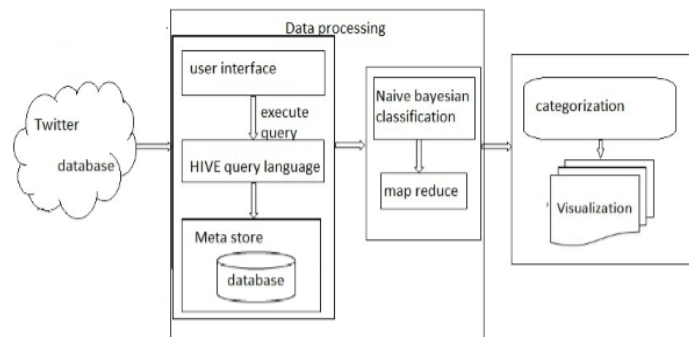 Data processing
Twitter
database
user interface
execute
query
HIVE query language
Meta store
database
Naive bayesian
classification
map reduce
categorization
Visualization